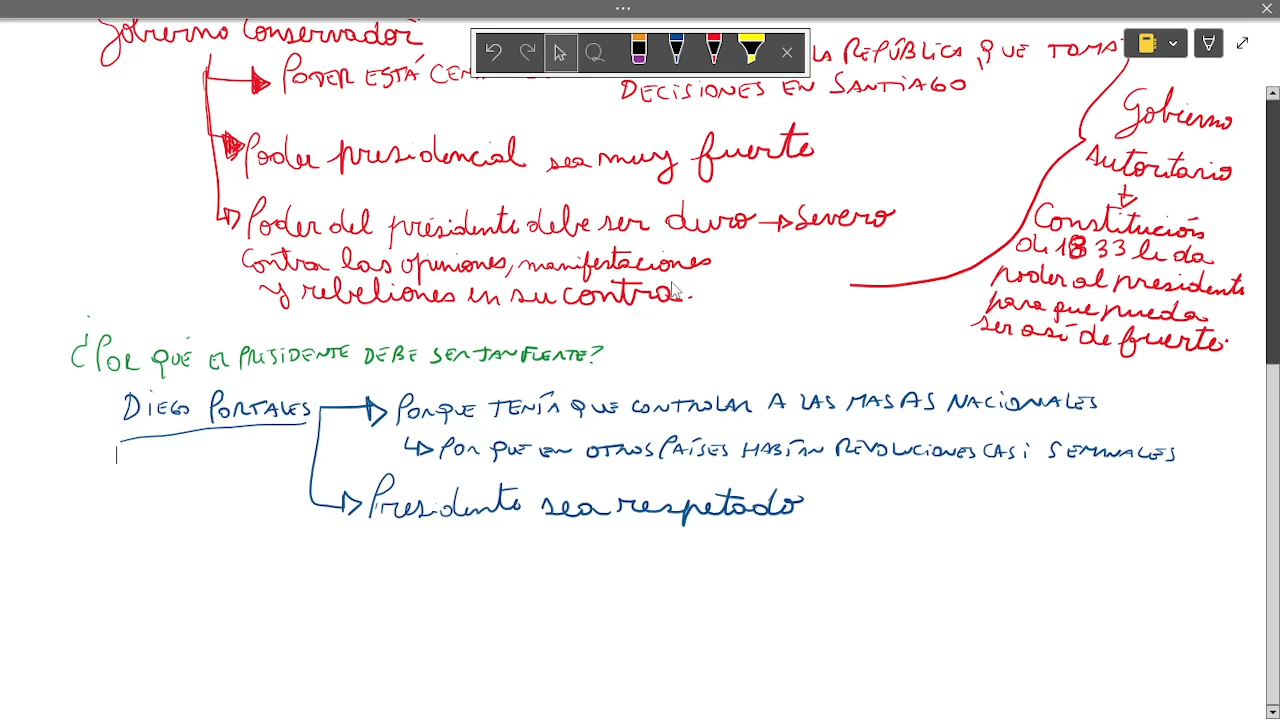 Gobierno Conservador
PODER ESTÁ
LA REPÚBLICA, QUE TOMA
DECISIONES EN SANTIAGO
Poder presidencial sea muy fuerte
Poder del presidente debe ser duro → Severo
Contra las opiniones, manifestaciones
y rebeliones en su contra.
Gobierno
Autoritario
Constitución
de 1833 le da
poder al presidente
para que pueda
ser así de fuerte.
¿POR QUÉ EL PRESIDENTE DEBE SER TAN FUERTE?
DIEGO PORTALES
PORQUE TENÍA QUE CONTROLAR A LAS MASAS NACIONALES
POR QUE EN OTROS PAÍSES HABÍAN REVOLUCIONES CASI SEMANALES
Presidente sea respetado